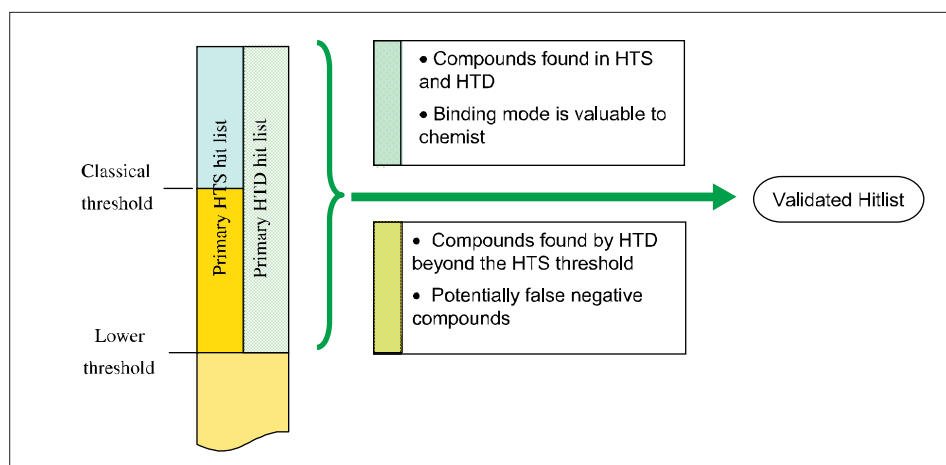 Classical
threshold
Lower
threshold
Primary HTS hit list
Primary HTD hit list
• Compounds found in HTS
and HTD
• Binding mode is valuable to
chemist
• Compounds found by HTD
beyond the HTS threshold
• Potentially false negative
compounds
Validated Hitlist